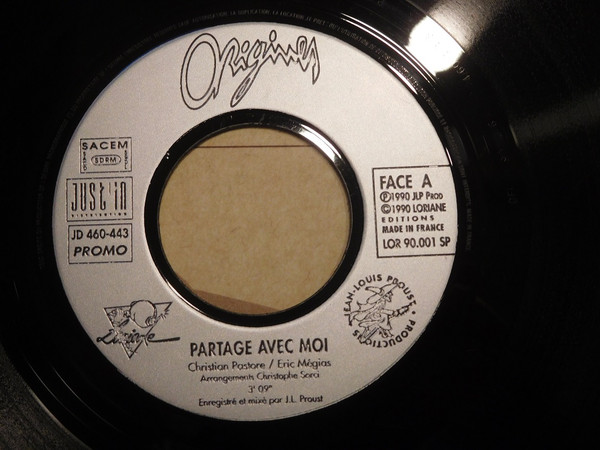 Origines
SACEM
SDRM
JUST'IN
DISTRIBUTION
JD 460-443
PROMO
FACE A
Ⓟ1990 JLP PROD
©1990 LORIANE
EDITIONS
MADE IN FRANCE
LOR 90.001 SP
JEAN-LOUIS PROUST • PRODUCTIONS
Loriane
PARTAGE AVEC MOI
Christian Pastore / Eric Mégias
Arrangements Christophe Sorci
3' 09"
Enregistré et mixé par J.L. Proust